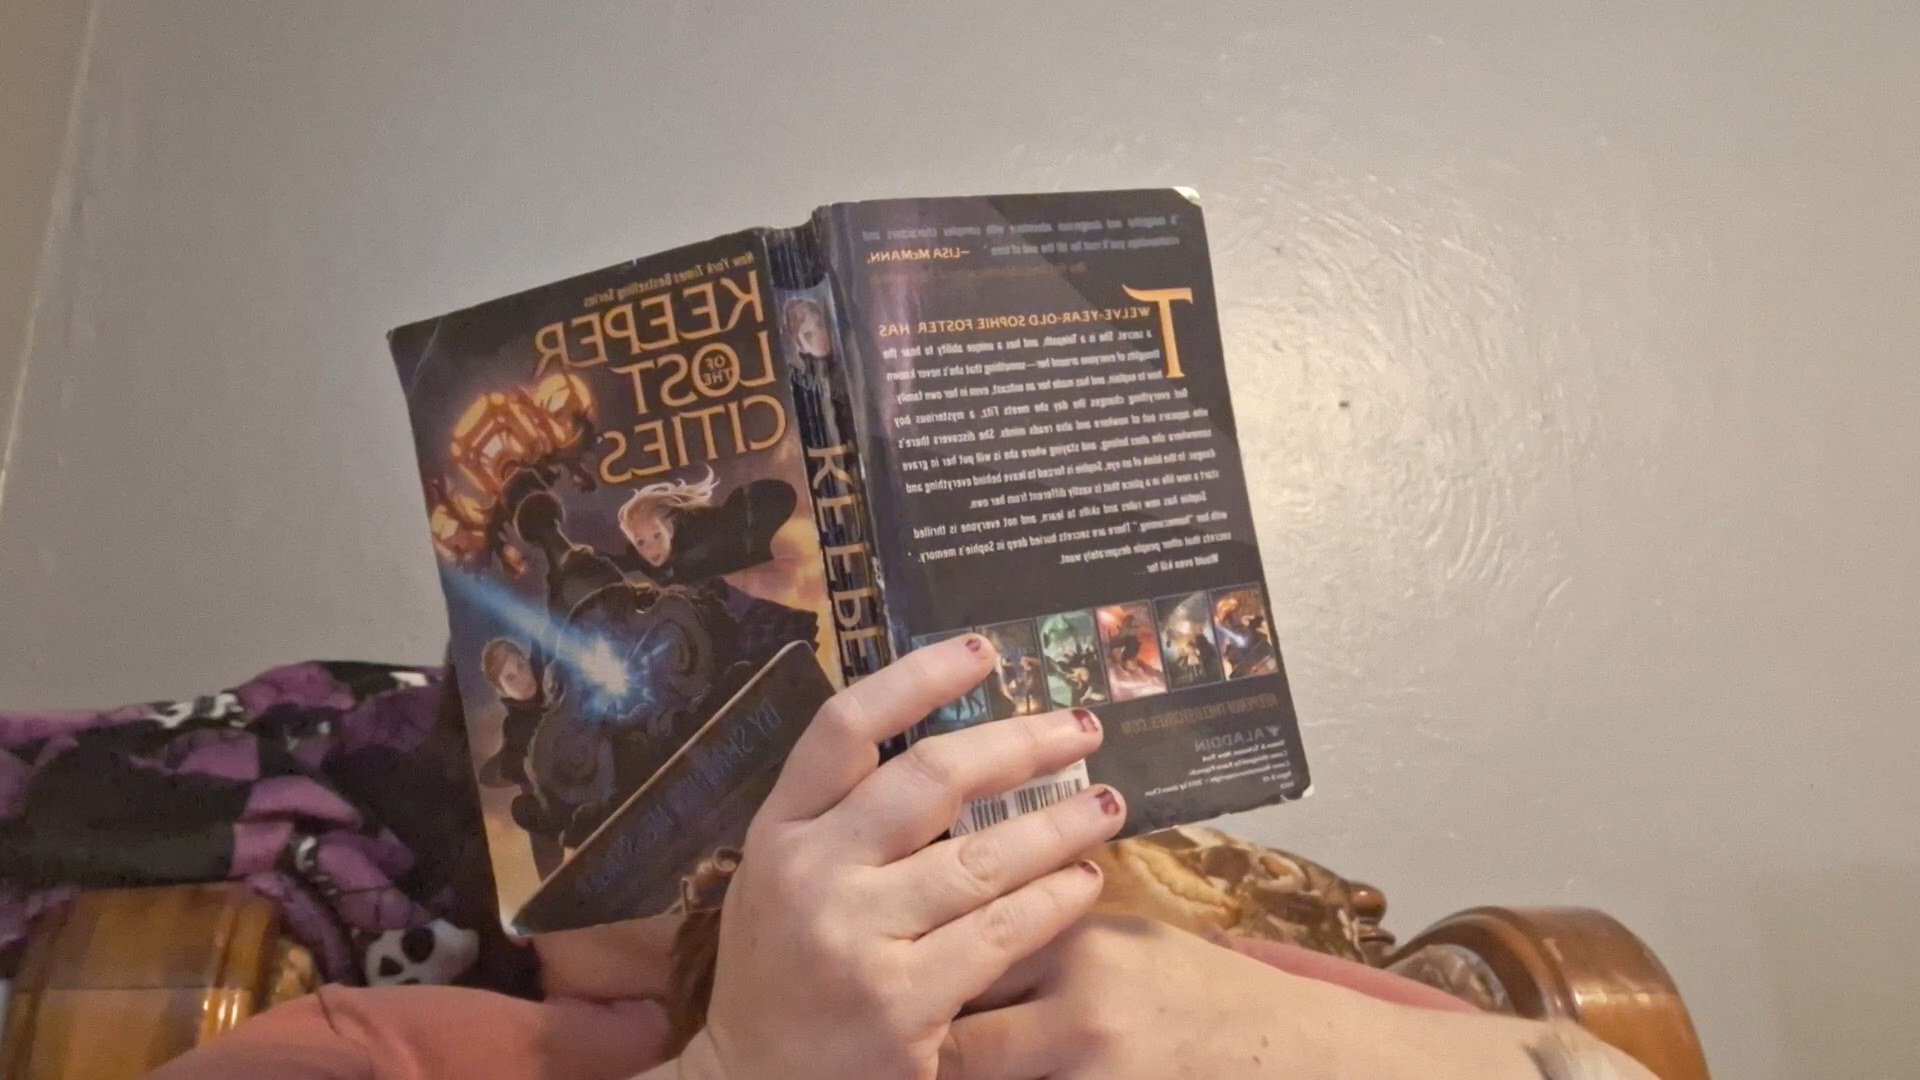 New York Times Bestselling Series
KEEPER
OF THE
LOST
CITIES
KEEPER
—LISA McMANN,
TWELVE-YEAR-OLD SOPHIE FOSTER HAS
a secret. She is a Telepath, and has a unique ability to hear the
thoughts of everyone around her—something that she's never known
how to explain, and has made her an outcast, even in her own family.
But everything changes the day she meets Fitz, a mysterious boy
who appears out of nowhere and also reads minds. She discovers there's
somewhere she does belong, and staying where she is will put her in grave
danger. In the blink of an eye, Sophie is forced to leave behind everything and
start a new life in a place that is vastly different from her own.
Sophie has new rules and skills to learn, and not everyone is thrilled
with her "homecoming." There are secrets buried deep in Sophie's memory,
secrets that other people desperately want.
Would even kill for . . .
ALADDIN
Simon & Schuster, New York